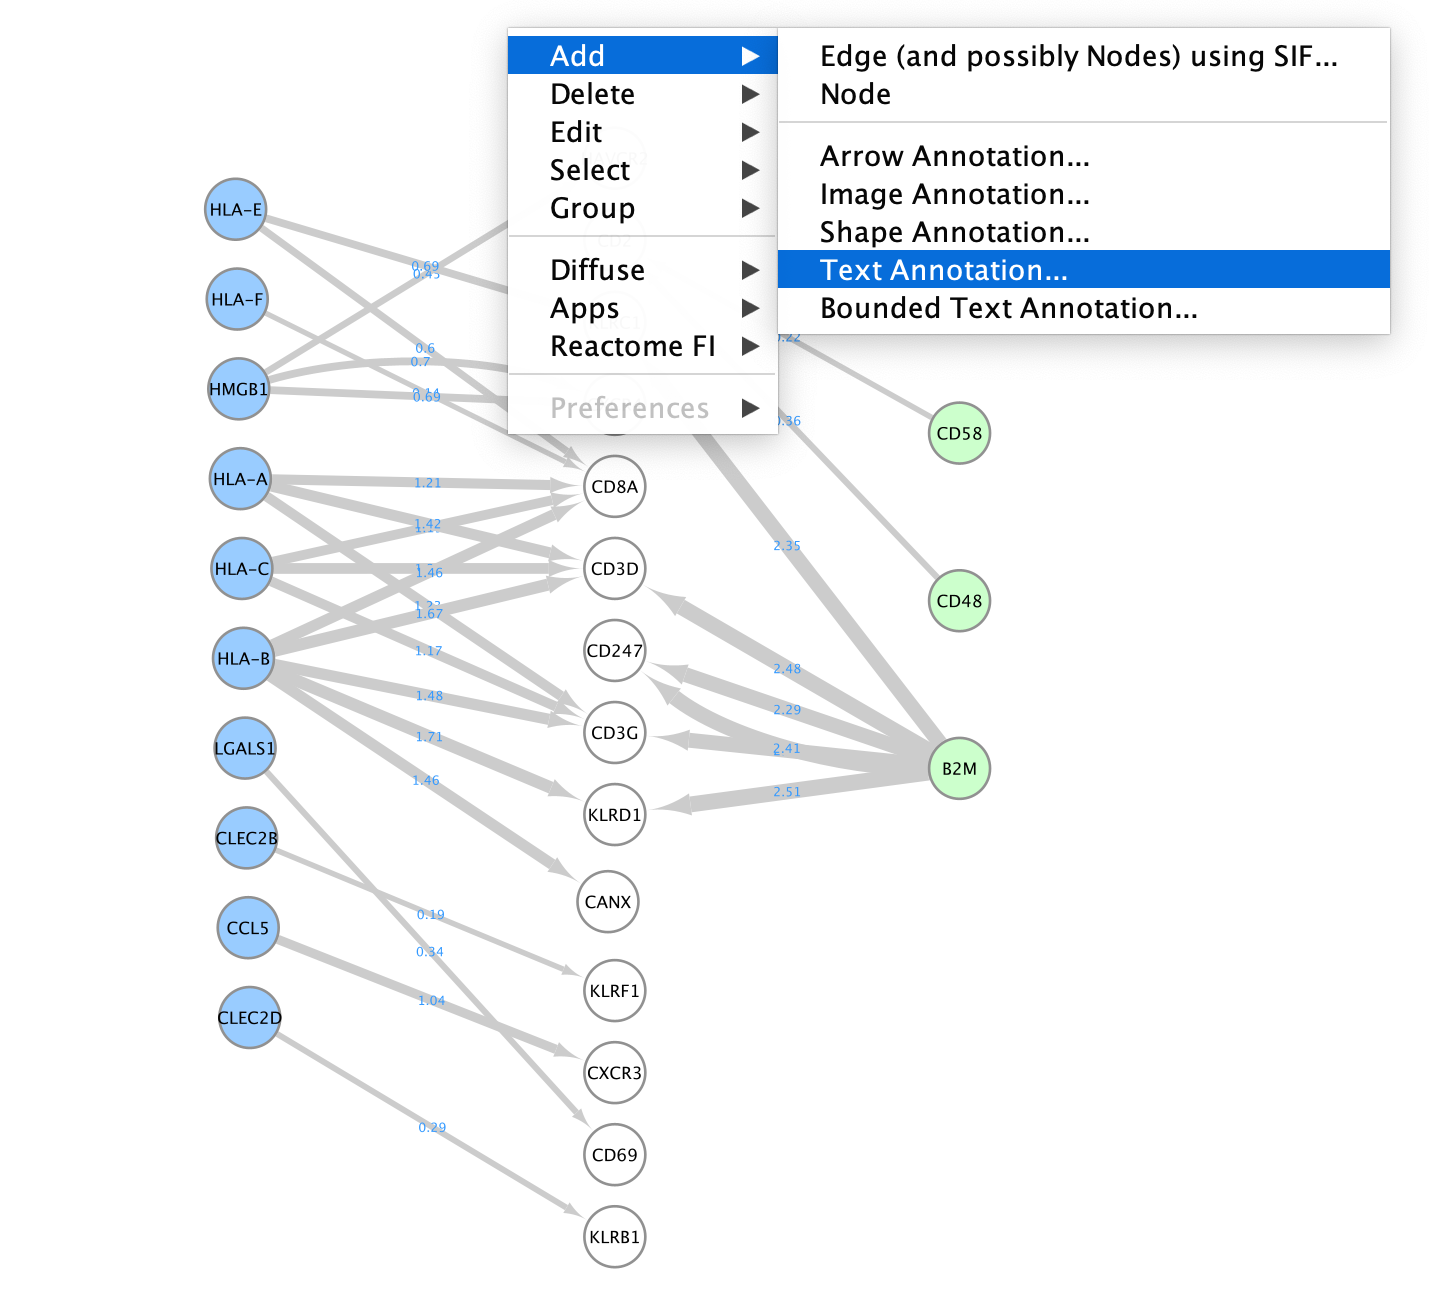 Add
Delete
Edit
Select
Group
Diffuse
Apps
Reactome FI
Preferences
Edge (and possibly Nodes) using SIF...
Node
Arrow Annotation...
Image Annotation...
Shape Annotation...
Text Annotation...
Bounded Text Annotation...
HLA-E
HLA-F
HMGB1
HLA-A
HLA-C
HLA-B
LGALS1
CLEC2B
CCL5
CLEC2D
0.69
0.45
0.6
0.7
0.69
1.21
1.42
1.46
1.67
1.17
1.48
1.71
1.46
0.19
0.34
1.04
0.29
CD2
CD8A
CD3D
CD247
CD3G
KLRD1
CANX
KLRF1
CXCR3
CD69
KLRB1
0.22
0.36
2.35
2.48
2.29
2.41
2.51
CD58
CD48
B2M